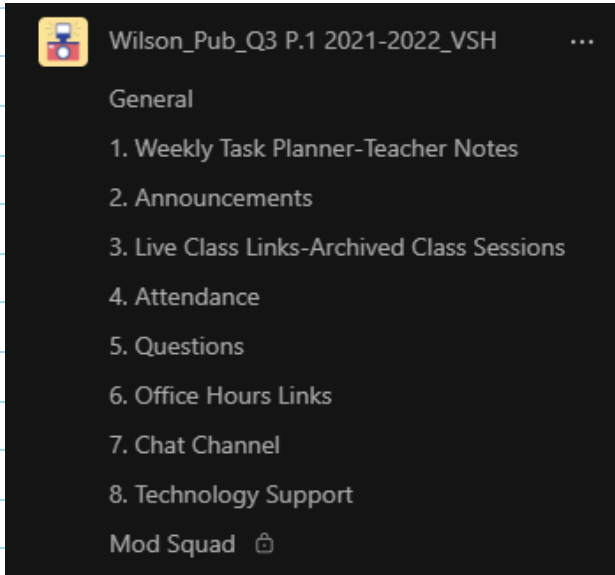 Wilson_Pub_Q3 P.1 2021-2022_VSH ...
General
1. Weekly Task Planner-Teacher Notes
2. Announcements
3. Live Class Links-Archived Class Sessions
4. Attendance
5. Questions
6. Office Hours Links
7. Chat Channel
8. Technology Support
Mod Squad